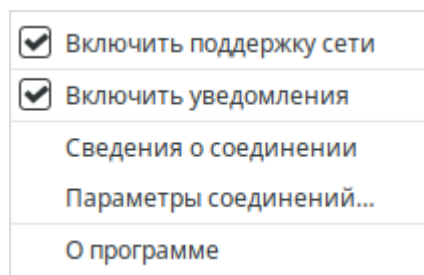 Включить поддержку сети
Включить уведомления
Сведения о соединении
Параметры соединений...
О программе